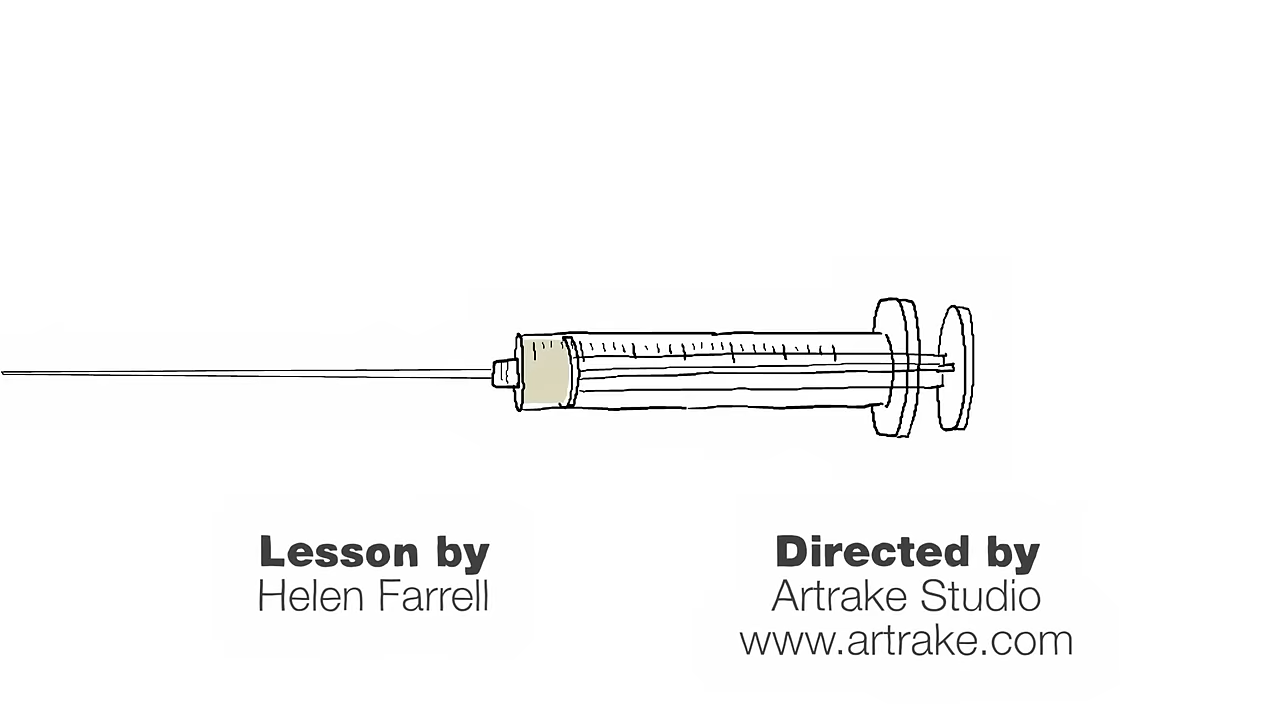 Lesson by
Helen Farrell
Directed by
Artrake Studio
www.artrake.com